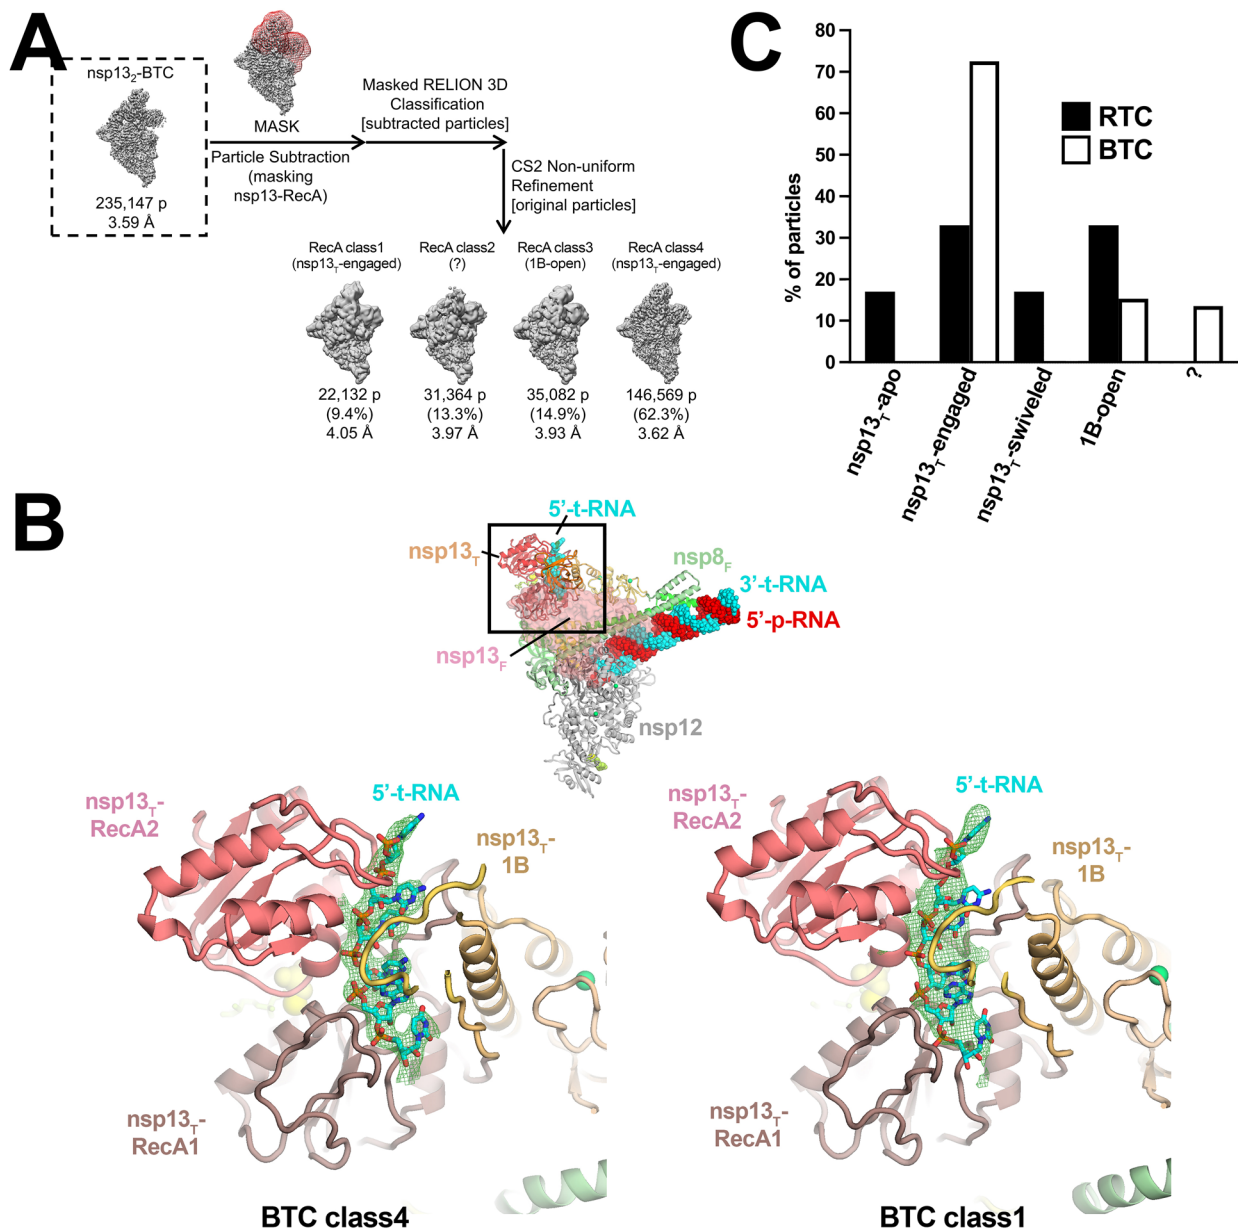 A
nsp13₂-BTC
235,147 p
3.59 Å
MASK
Particle Subtraction
(masking
nsp13-RecA)
Masked RELION 3D
Classification
[subtracted particles]
CS2 Non-uniform
Refinement
[original particles]
RecA class1
(nsp13T-engaged)
22,132 p
(9.4%)
4.05 Å
RecA class2
(?)
31,364 p
(13.3%)
3.97 Å
RecA class3
(1B-open)
35,082 p
(14.9%)
3.93 Å
RecA class4
(nsp13T-engaged)
146,569 p
(62.3%)
3.62 Å
C
% of particles
80
70
60
50
40
30
20
10
0
RTC
BTC
nsp13T-apo
nsp13T-engaged
nsp13T-swiveled
1B-open
?
B
5’-t-RNA
nsp13T
nsp8F
3’-t-RNA
5’-p-RNA
nsp13F
nsp12
nsp13T-
RecA2
5’-t-RNA
nsp13T-
1B
nsp13T-
RecA1
BTC class4
nsp13T-
RecA2
5’-t-RNA
nsp13T-
1B
nsp13T-
RecA1
BTC class1